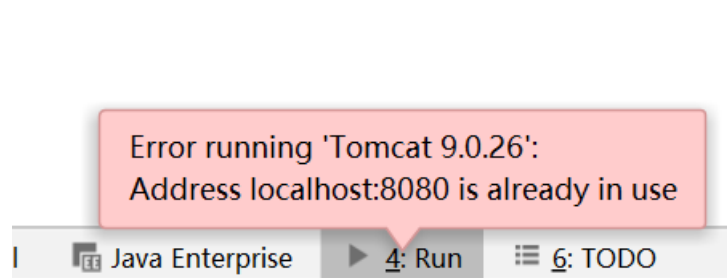 Error running 'Tomcat 9.0.26':
Address localhost:8080 is already in use
Java Enterprise 4: Run 6: TODO